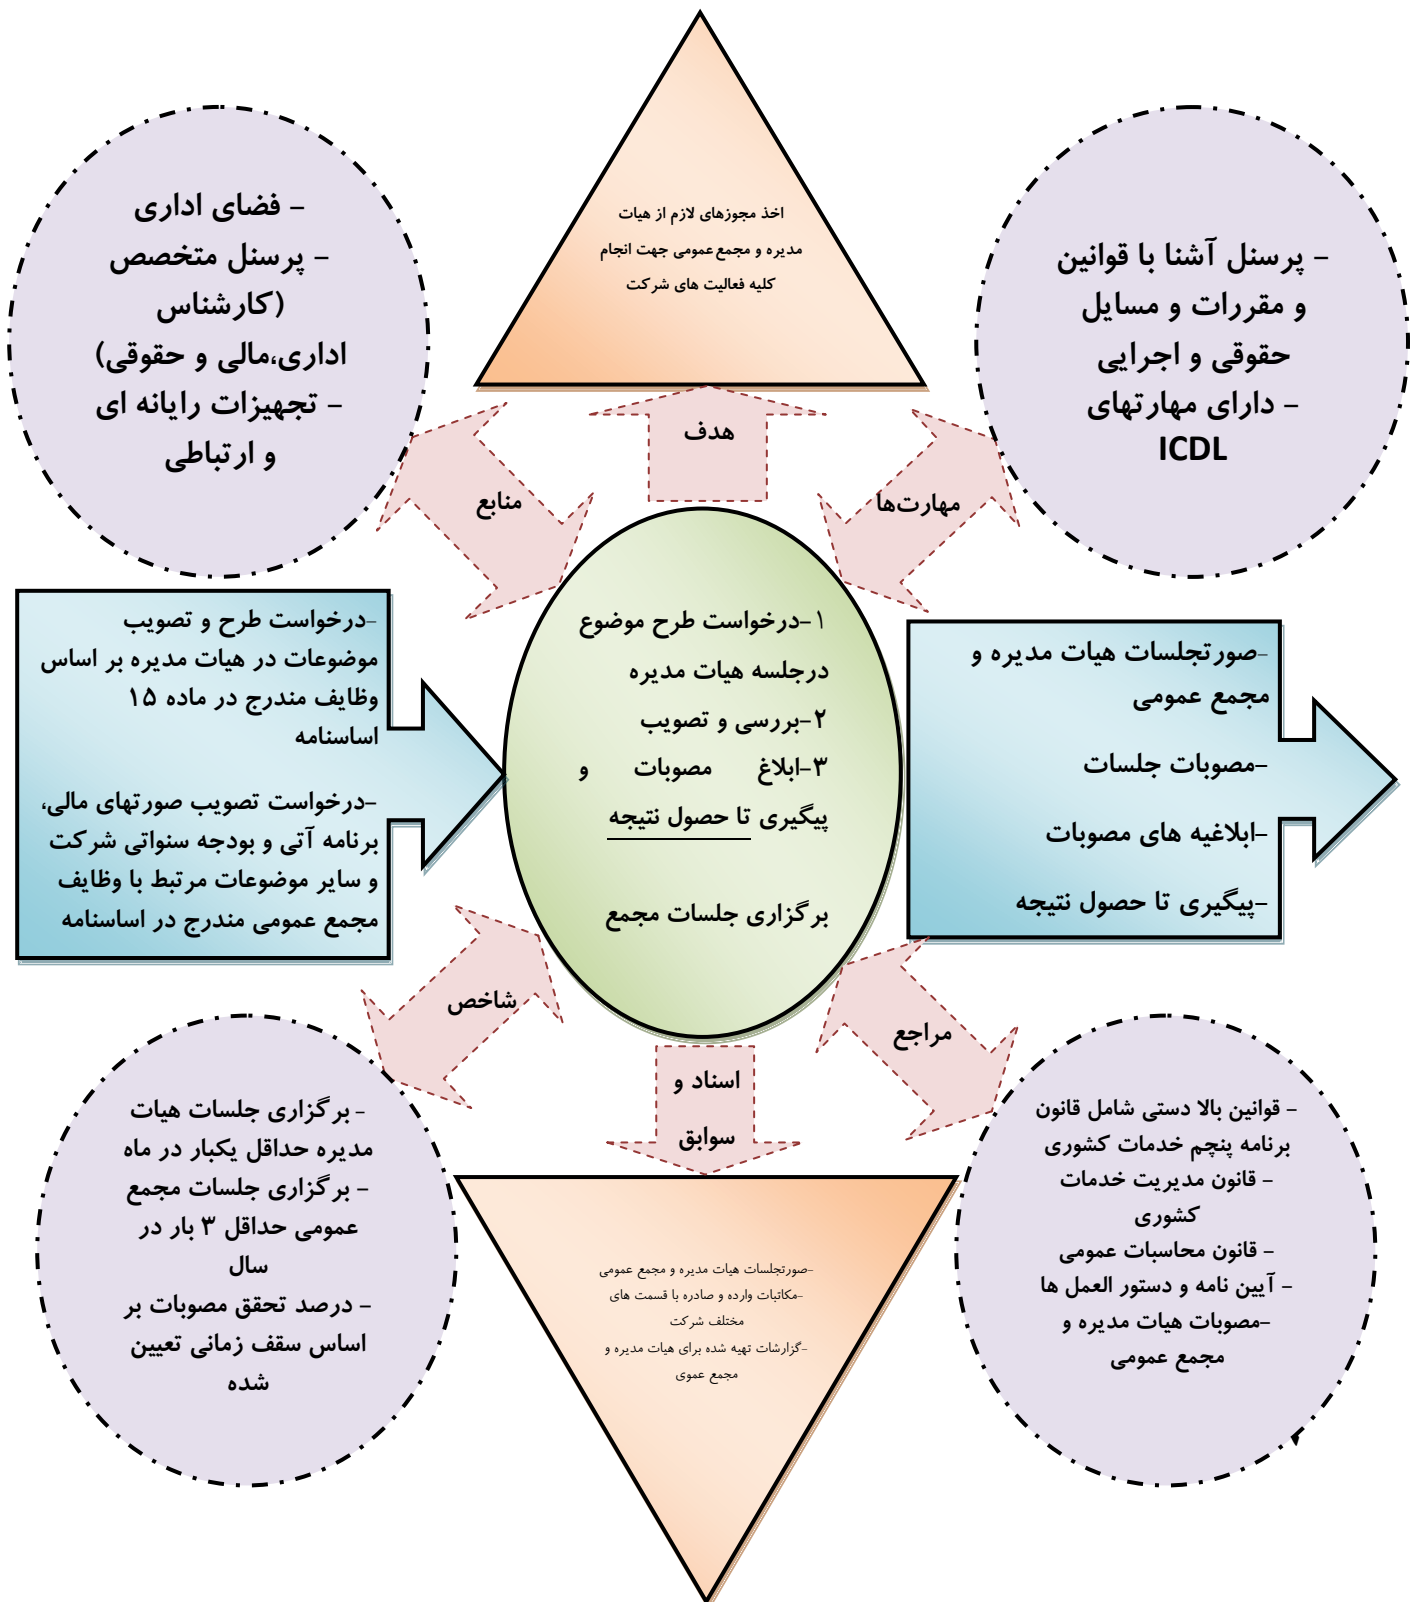 اخذ مجوزهای لازم از هیات
مدیره و مجمع‌عمومی جهت انجام
کلیه فعالیت های شرکت
– پرسنل آشنا با قوانین
و مقررات و مسایل
حقوقی و اجرایی
– دارای مهارتهای
ICDL
– فضای اداری
– پرسنل متخصص
(کارشناس
اداری،مالی و حقوقی)
– تجهیزات رایانه ای
و ارتباطی
هدف
مهارت‌ها
منابع
–صورتجلسات هیات مدیره و
مجمع عمومی
–مصوبات جلسات
–ابلاغیه های مصوبات
–پیگیری تا حصول نتیجه
۱–درخواست طرح موضوع
درجلسه هیات مدیره
۲–بررسی و تصویب
۳–ابلاغ مصوبات و
پیگیری تا حصول نتیجه
برگزاری جلسات مجمع
–درخواست طرح و تصویب
موضوعات در هیات مدیره بر اساس
وظایف مندرج در ماده ۱۵
اساسنامه
–درخواست تصویب صورتهای مالی،
برنامه آتی و بودجه سنواتی شرکت
و سایر موضوعات مرتبط با وظایف
مجمع عمومی مندرج در اساسنامه
مراجع
اسناد و
سوابق
شاخص
– قوانین بالا دستی شامل قانون
برنامه پنجم خدمات کشوری
– قانون مدیریت خدمات
کشوری
– قانون محاسبات عمومی
– آیین نامه و دستور العمل ها
–مصوبات هیات مدیره و
مجمع عمومی
–صورتجلسات هیات مدیره و مجمع عمومی
–مکاتبات وارده و صادره با قسمت های
مختلف شرکت
–گزارشات تهیه شده برای هیات مدیره و
مجمع عموی
– برگزاری جلسات هیات
مدیره حداقل یکبار در ماه
– برگزاری جلسات مجمع
عمومی حداقل ۳ بار در
سال
– درصد تحقق مصوبات بر
اساس سقف زمانی تعیین
شده